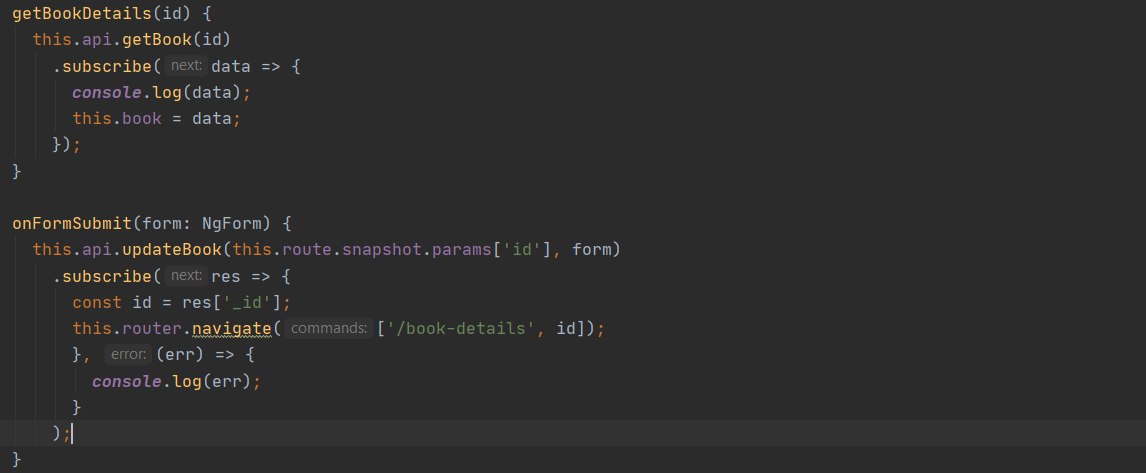 getBookDetails(id) {
this.api.getBook(id)
.subscribe( next: data => {
console.log(data);
this.book = data;
});
}
onFormSubmit(form: NgForm) {
this.api.updateBook(this.route.snapshot.params['id'], form)
.subscribe( next: res => {
const id = res['_id'];
this.router.navigate( commands: ['/book-details', id]);
}, error: (err) => {
console.log(err);
}
);
}